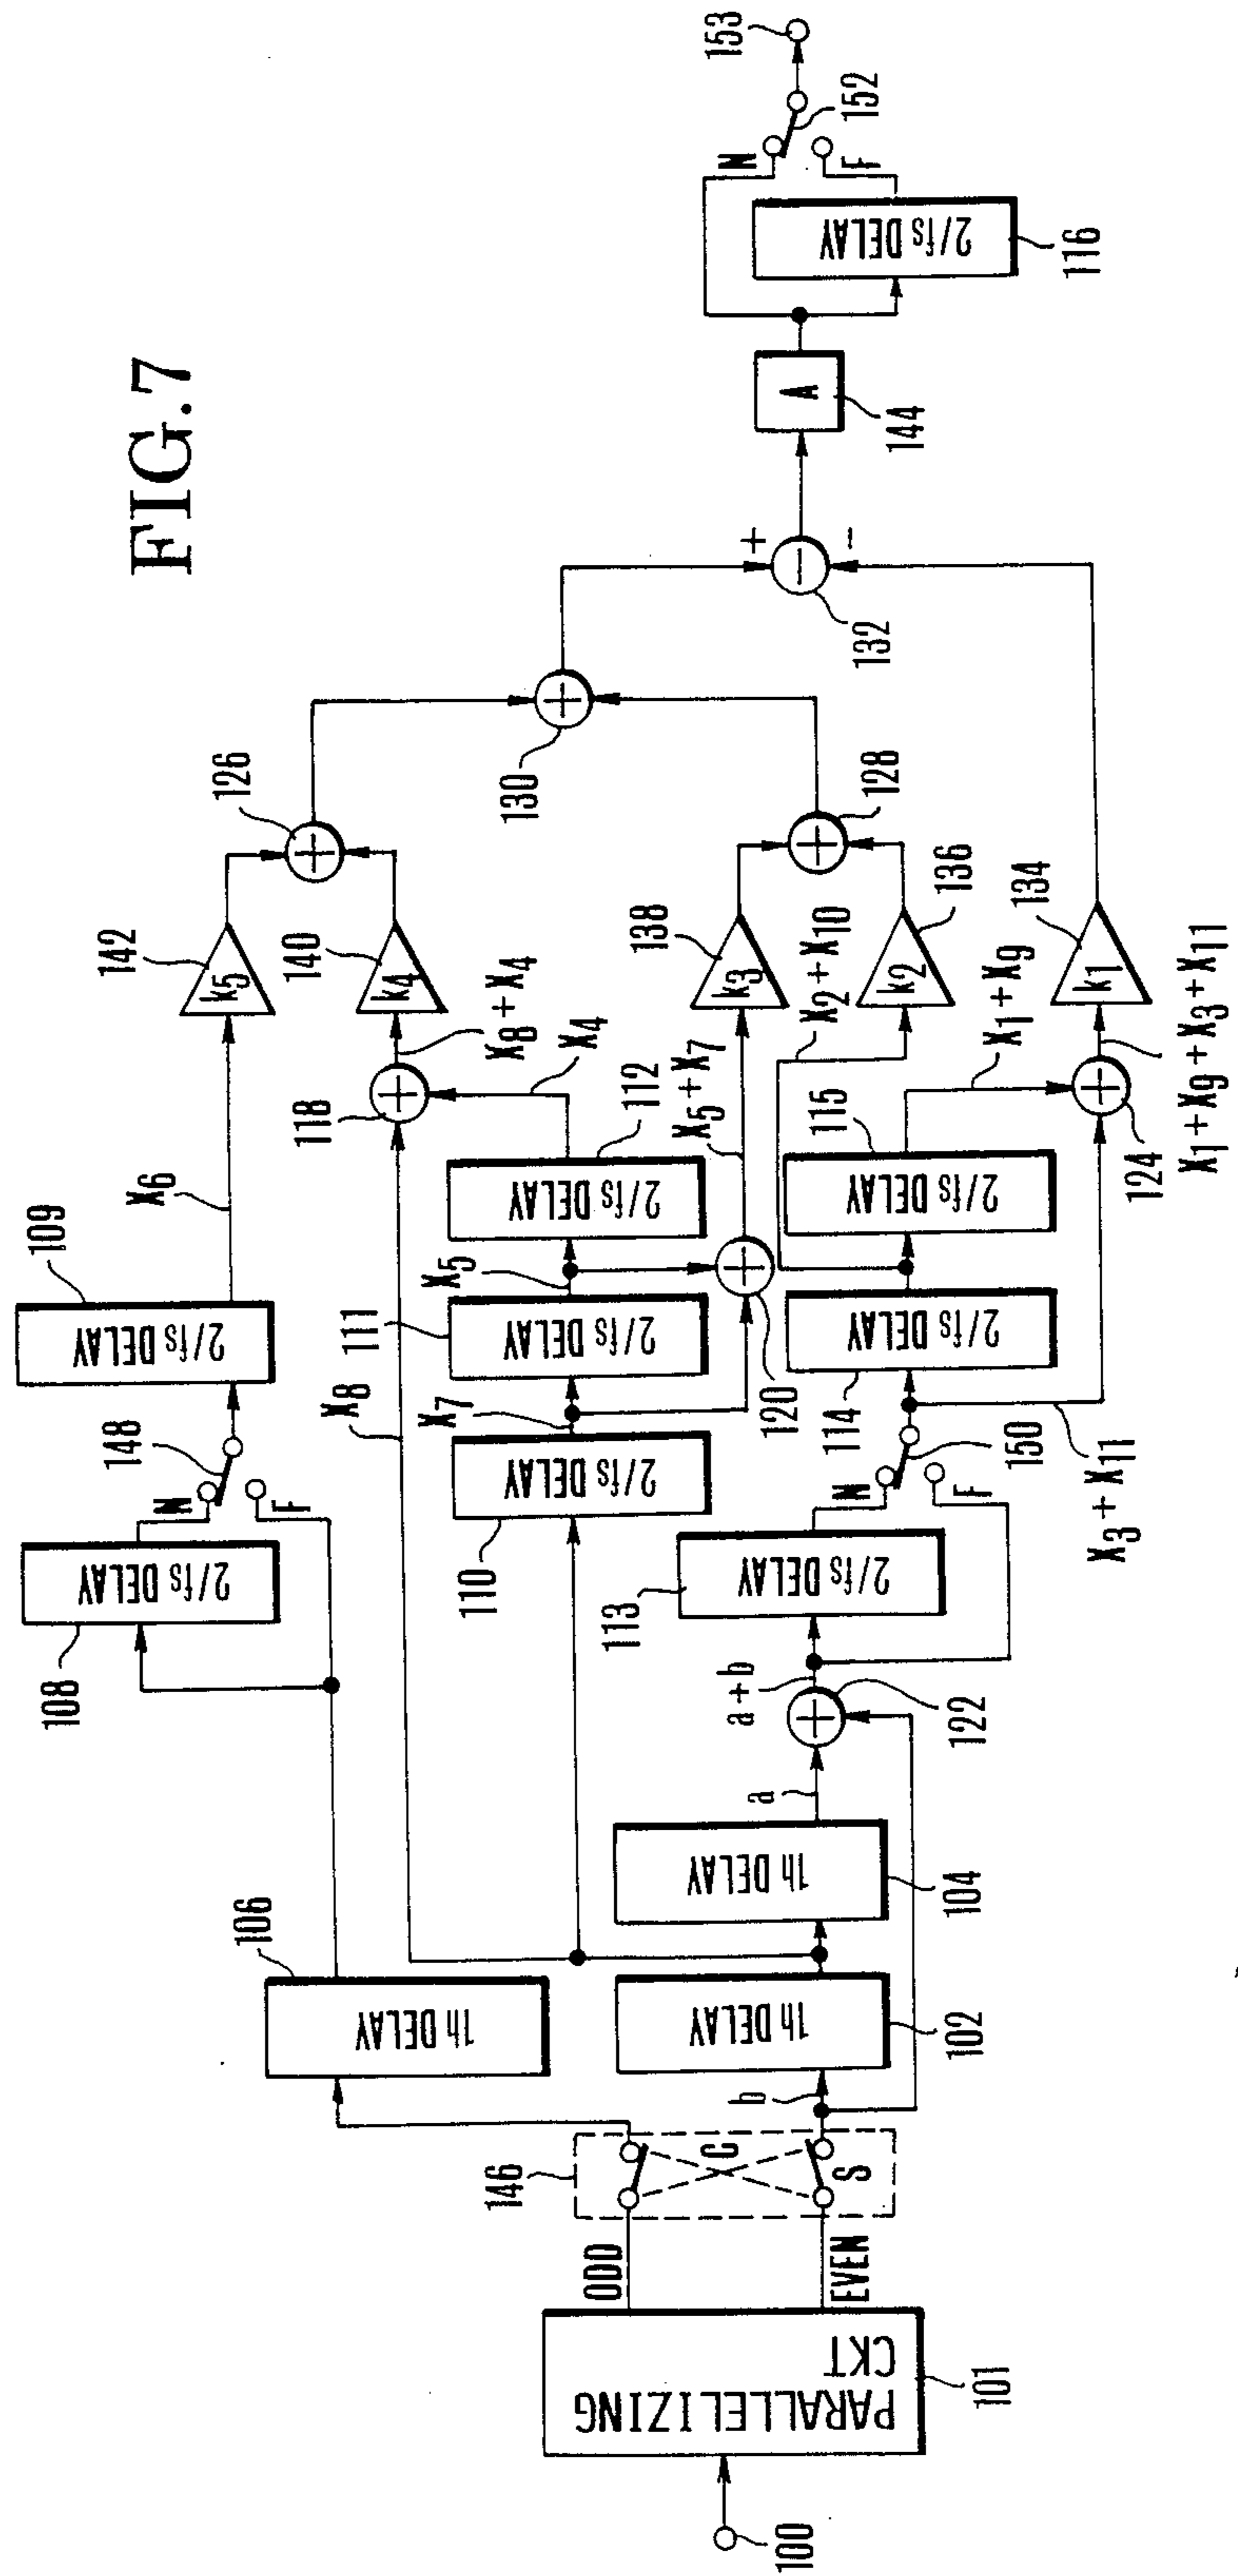 FIG.7
100
PARALLELIZING
CKT
101
ODD
EVEN
146
C
S
b
1h DELAY
106
1h DELAY
102
1h DELAY
104
a
a+b
122
2/fs DELAY
108
N
F
148
2/fs DELAY
109
X6
X8
2/fs DELAY
110
X7
2/fs DELAY
111
X5
2/fs DELAY
112
X4
118
X8+X4
120
X5+X7
2/fs DELAY
113
N
F
150
X3+X11
2/fs DELAY
114
2/fs DELAY
115
X2+X10
X1+X9
124
X1+X9+X3+X11
k5
142
k4
140
k3
138
k2
136
k1
134
126
128
130
132
+
-
A
144
2/fs DELAY
116
N
F
152
153